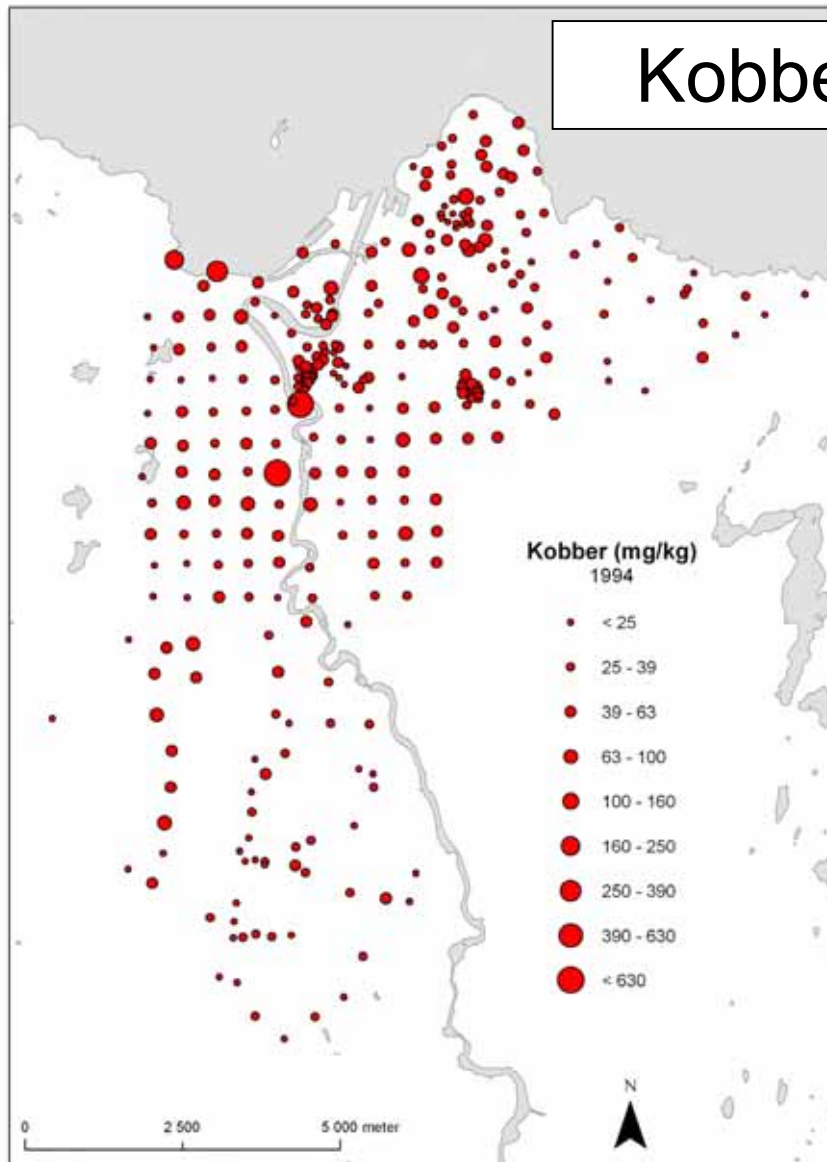 Kobbe
Kobber (mg/kg)
1994
< 25
25 - 39
39 - 63
63 - 100
100 - 160
160 - 250
250 - 390
390 - 630
< 630
N
0 2 500 5 000 meter